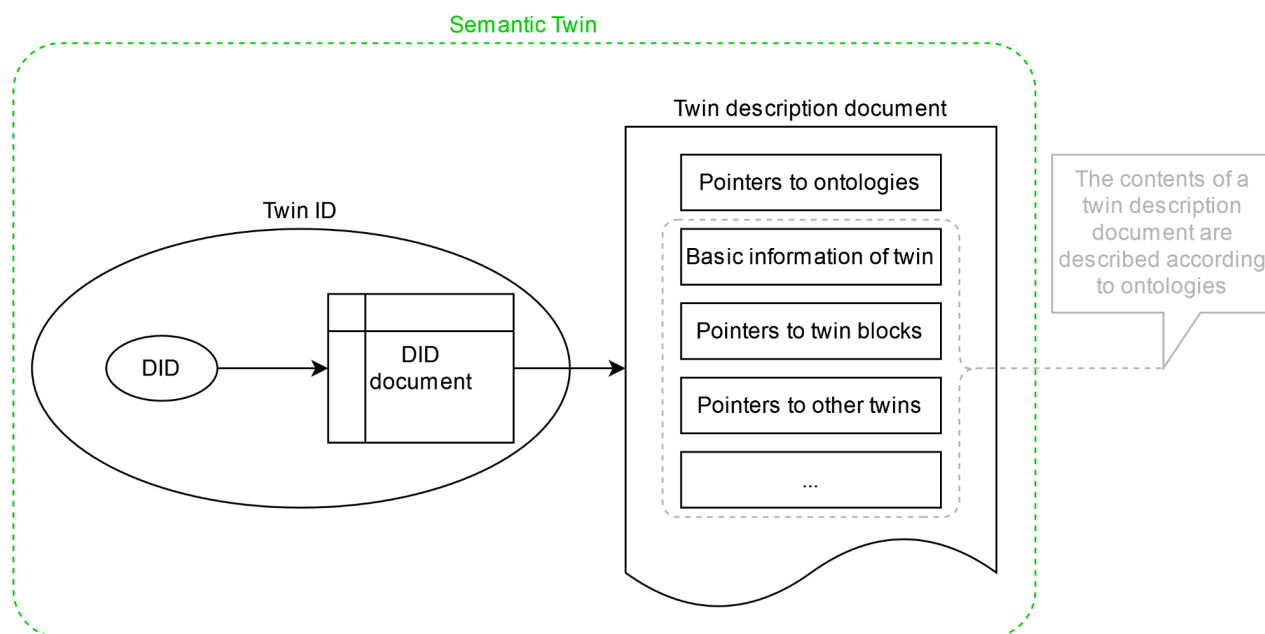 Semantic Twin
Twin description document
Pointers to ontologies
The contents of a
twin description
document are
described according
to ontologies
Twin ID
Basic information of twin
Pointers to twin blocks
DID
DID
document
Pointers to other twins
...